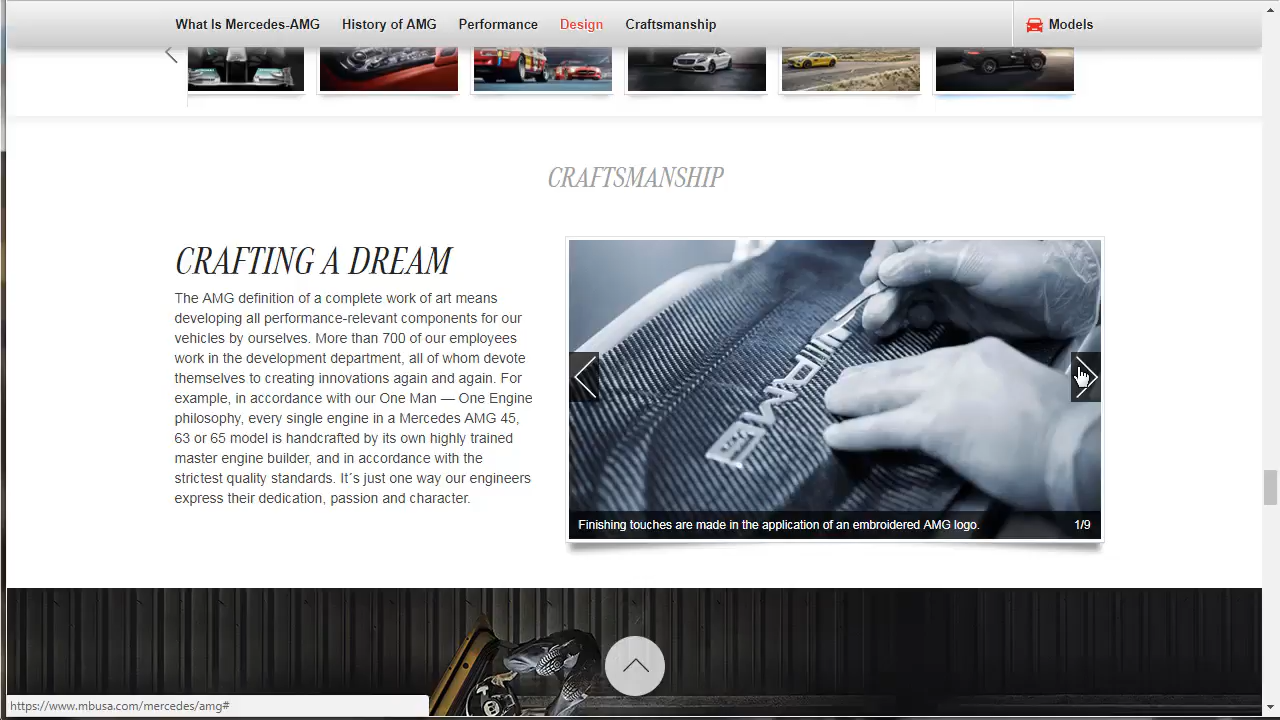 What Is Mercedes-AMG
History of AMG
Performance
Design
Craftsmanship
Models
CRAFTSMANSHIP
CRAFTING A DREAM
The AMG definition of a complete work of art means
developing all performance-relevant components for our
vehicles by ourselves. More than 700 of our employees
work in the development department, all of whom devote
themselves to creating innovations again and again. For
example, in accordance with our One Man — One Engine
philosophy, every single engine in a Mercedes AMG 45,
63 or 65 model is handcrafted by its own highly trained
master engine builder, and in accordance with the
strictest quality standards. It´s just one way our engineers
express their dedication, passion and character.
Finishing touches are made in the application of an embroidered AMG logo.
1/9
https://www.mbusa.com/mercedes/amg#